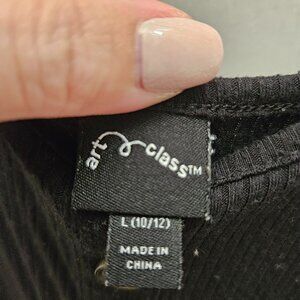 art class™
L (10/12)
MADE IN
CHINA